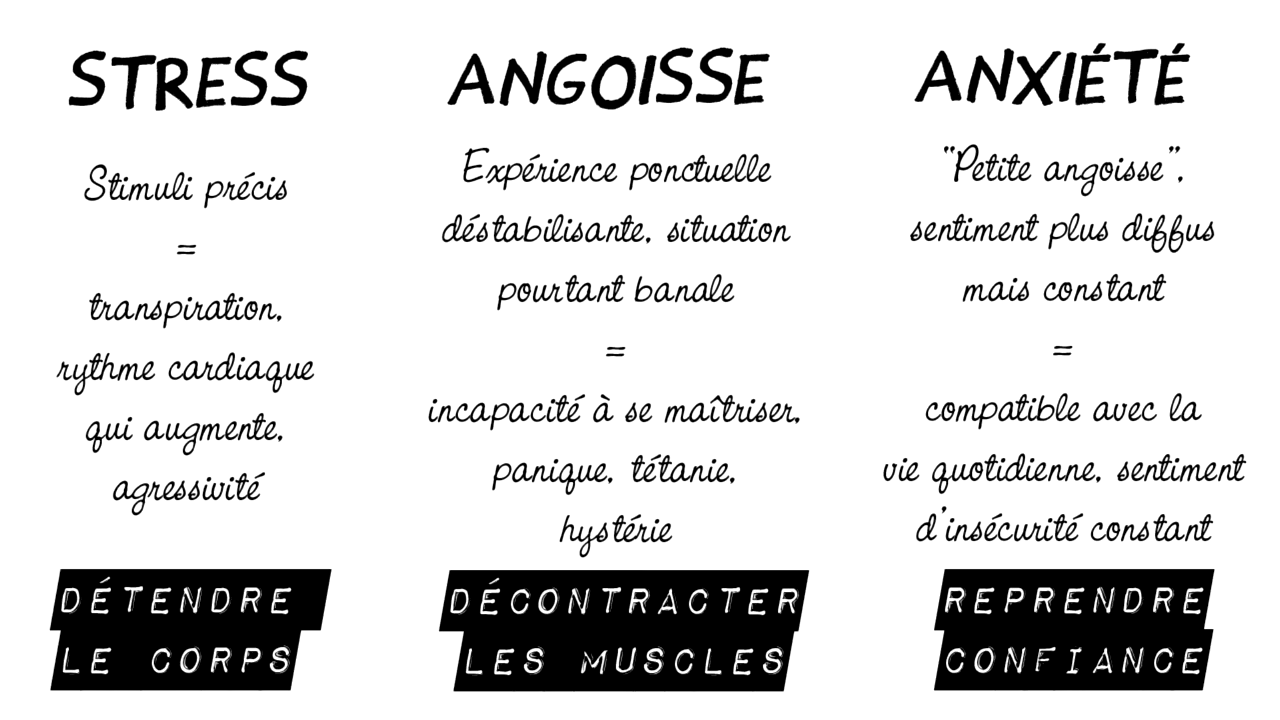 STRESS
Stimuli précis
=
transpiration,
rythme cardiaque
qui augmente,
agressivité
DÉTENDRE
LE CORPS
ANGOISSE
Expérience ponctuelle
déstabilisante, situation
pourtant banale
=
incapacité à se maîtriser,
panique, tétanie,
hystérie
DÉCONTRACTER
LES MUSCLES
ANXIÉTÉ
"Petite angoisse",
sentiment plus diffus
mais constant
=
compatible avec la
vie quotidienne, sentiment
d'insécurité constant
REPRENDRE
CONFIANCE